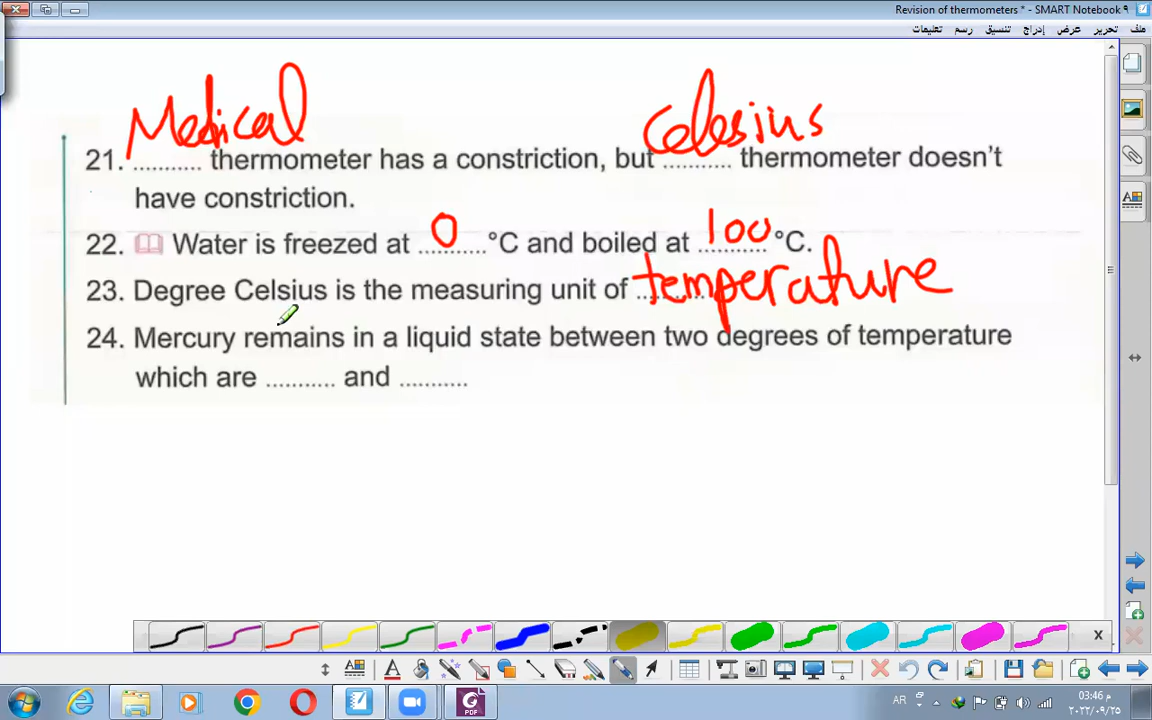 Revision of thermometers * - SMART Notebook ٩
ملف تحرير عرض إدراج تنسيق رسم تعليمات
Medical Celesius
21. .......... thermometer has a constriction, but .......... thermometer doesn't
have constriction.
22. Water is freezed at ....0.... °C and boiled at 100 °C.
23. Degree Celsius is the measuring unit of temperature
24. Mercury remains in a liquid state between two degrees of temperature
which are .......... and ..........
x
AR
م 03:46
٢٠٢٢/٠٩/٢٥
PDF